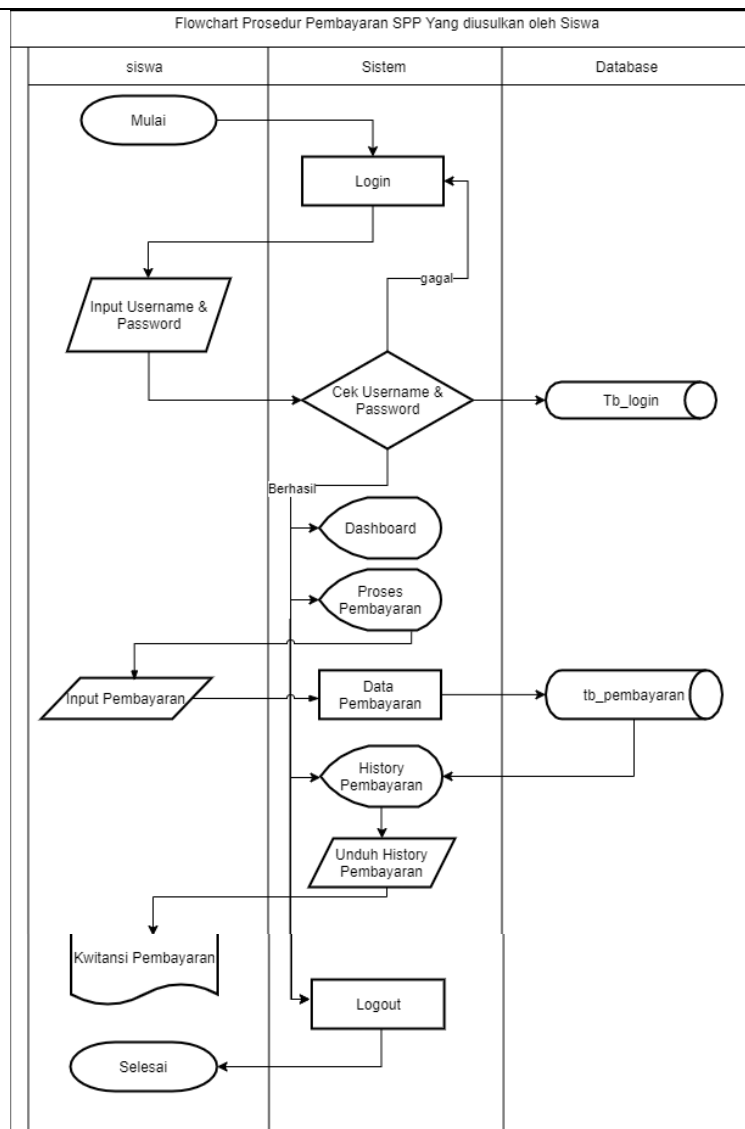 Flowchart Prosedur Pembayaran SPP Yang diusulkan oleh Siswa
siswa
Sistem
Database
Mulai
Login
gagal
Input Username &
Password
Cek Username &
Password
Tb_login
Berhasil
Dashboard
Proses
Pembayaran
Input Pembayaran
Data
Pembayaran
tb_pembayaran
History
Pembayaran
Unduh History
Pembayaran
Kwitansi Pembayaran
Logout
Selesai